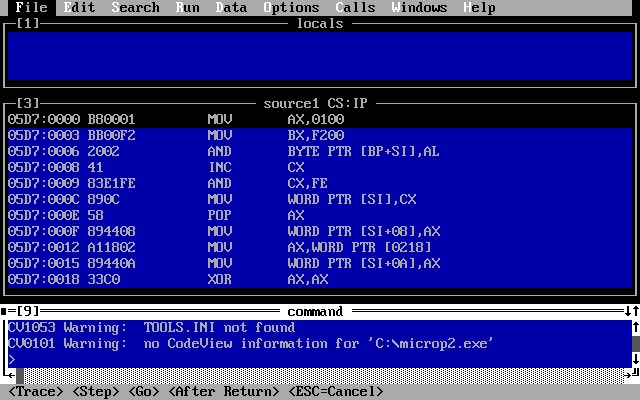 File Edit Search Run Data Options Calls Windows Help
[1] locals
[3] source1 CS:IP
05D7:0000 B80001 MOV AX,0100
05D7:0003 BB00F2 MOV BX,F200
05D7:0006 2002 AND BYTE PTR [BP+SI],AL
05D7:0008 41 INC CX
05D7:0009 83E1FE AND CX,FE
05D7:000C 890C MOV WORD PTR [SI],CX
05D7:000E 58 POP AX
05D7:000F 894408 MOV WORD PTR [SI+08],AX
05D7:0012 A11802 MOV AX,WORD PTR [0218]
05D7:0015 89440A MOV WORD PTR [SI+0A],AX
05D7:0018 33C0 XOR AX,AX
[9] command
CV1053 Warning: TOOLS.INI not found
CV0101 Warning: no CodeView information for 'C:\microp2.exe'
>
<Trace> <Step> <Go> <After Return> <ESC=Cancel>